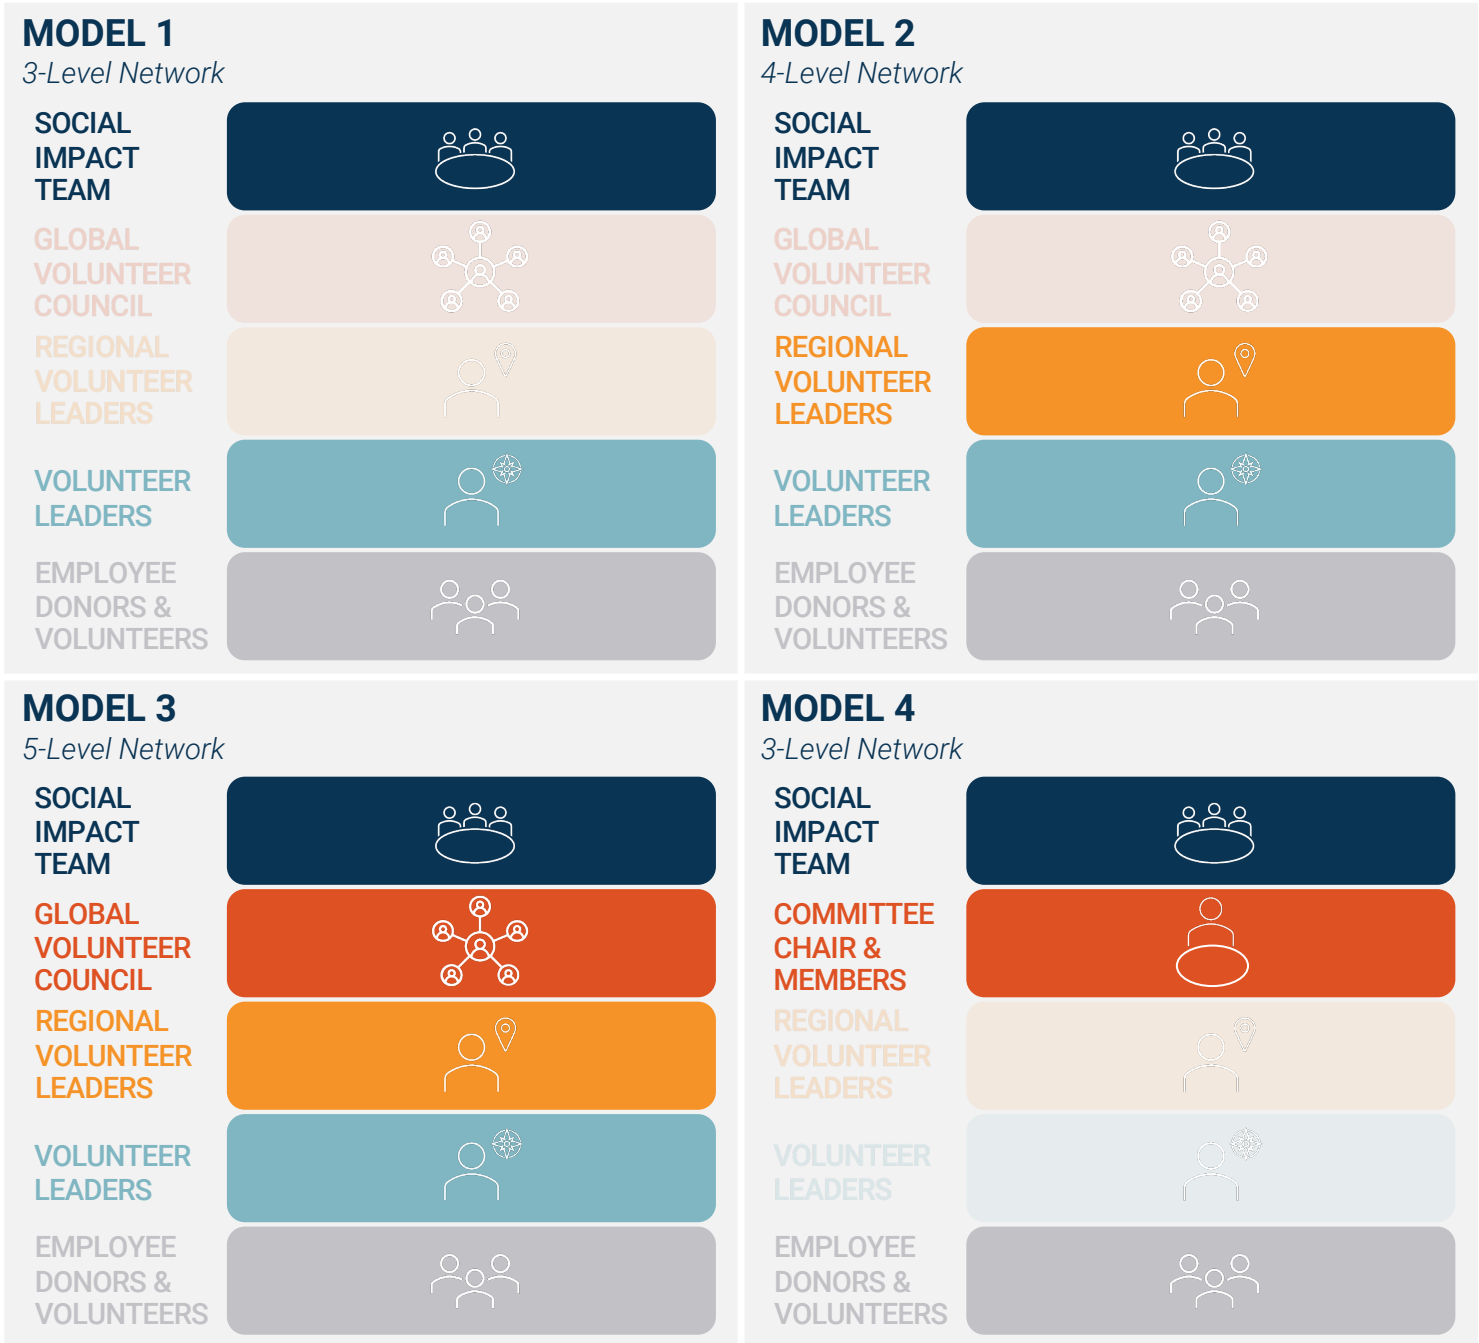 MODEL 1
3-Level Network
SOCIAL
IMPACT
TEAM
GLOBAL
VOLUNTEER
COUNCIL
REGIONAL
VOLUNTEER
LEADERS
VOLUNTEER
LEADERS
EMPLOYEE
DONORS &
VOLUNTEERS
MODEL 2
4-Level Network
SOCIAL
IMPACT
TEAM
GLOBAL
VOLUNTEER
COUNCIL
REGIONAL
VOLUNTEER
LEADERS
VOLUNTEER
LEADERS
EMPLOYEE
DONORS &
VOLUNTEERS
MODEL 3
5-Level Network
SOCIAL
IMPACT
TEAM
GLOBAL
VOLUNTEER
COUNCIL
REGIONAL
VOLUNTEER
LEADERS
VOLUNTEER
LEADERS
EMPLOYEE
DONORS &
VOLUNTEERS
MODEL 4
3-Level Network
SOCIAL
IMPACT
TEAM
COMMITTEE
CHAIR &
MEMBERS
REGIONAL
VOLUNTEER
LEADERS
VOLUNTEER
LEADERS
EMPLOYEE
DONORS &
VOLUNTEERS